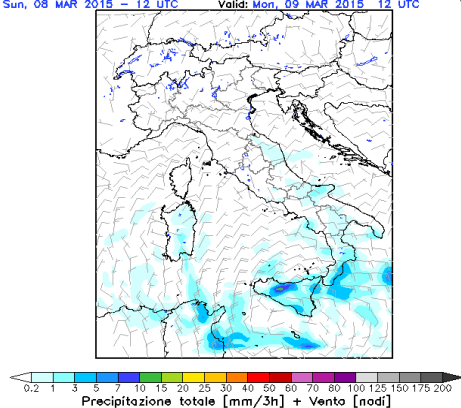 Sun, 08 MAR 2015 - 12 UTC Valid: Mon, 09 MAR 2015 12 UTC
0.2 1 3 5 10 15 20 25 30 40 50 60 80 100 125 150 175 200
Precipitazione totale [mm/3h] + Vento [nodi]